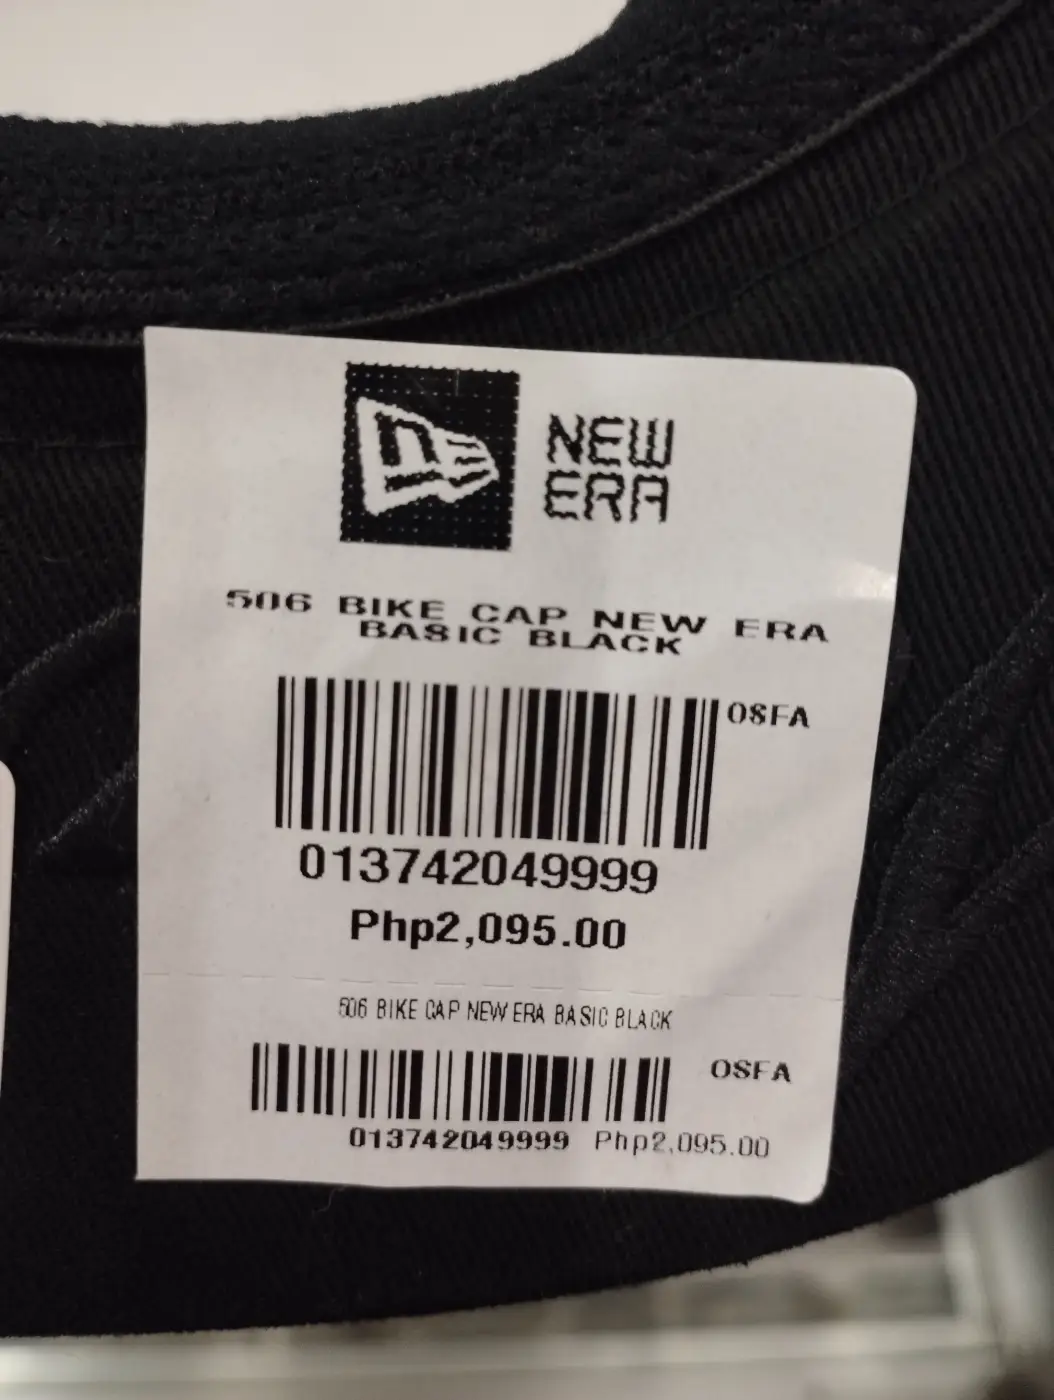 NEW
ERA
506 BIKE CAP NEW ERA
BASIC BLACK
OSFA
013742049999
Php2,095.00
506 BIKE CAP NEW ERA BASIC BLACK
OSFA
013742049999 Php2,095.00